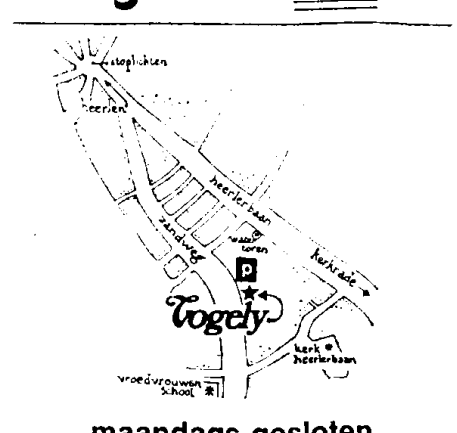 stoplichten
heerlen
heerlerbaan
zandweg
water
toren
P
kerkrade
Vogely
kerk
heerlerbaan
vroedvrouwen
school
maandags gesloten